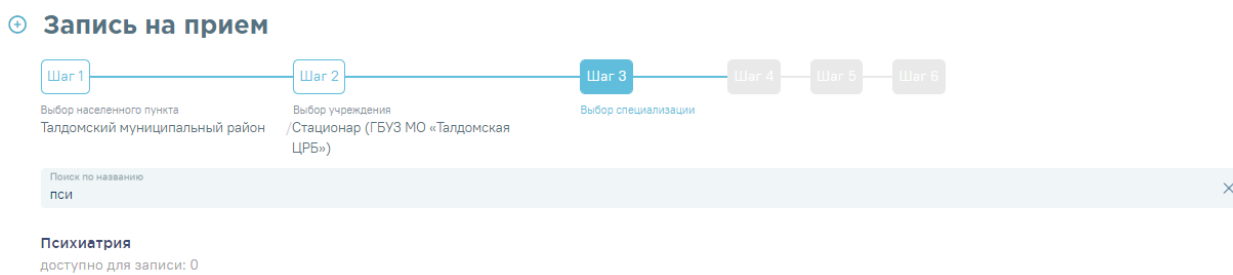 Запись на прием
Шаг 1
Шаг 2
Шаг 3
Шаг 4
Шаг 5
Шаг 6
Выбор населенного пункта
Талдомский муниципальный район
Выбор учреждения
/Стационар (ГБУЗ МО «Талдомская
ЦРБ»)
Выбор специализации
Поиск по названию
пси
Психиатрия
доступно для записи: 0